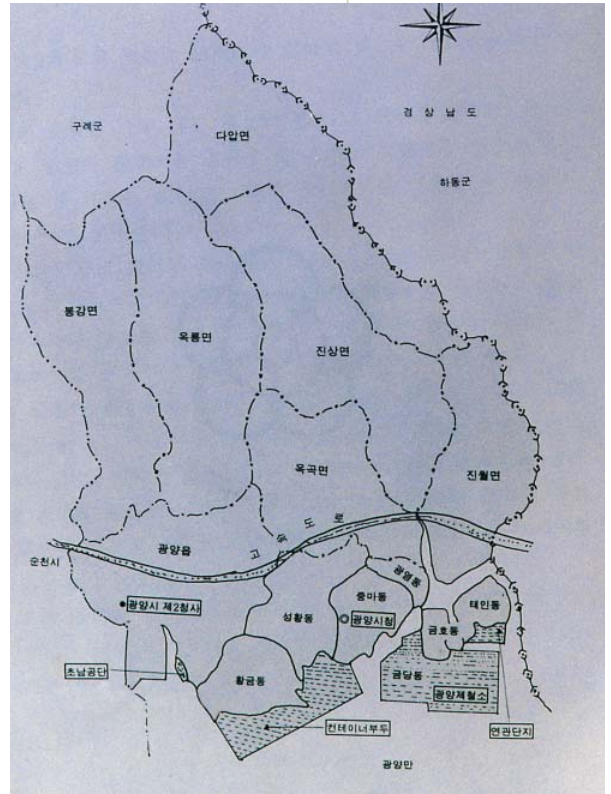 구례군
다압면
경상남도
하동군
봉강면
옥룡면
진상면
옥곡면
진월면
광양읍
고속도로
순천시
광영동
중마동
태인동
광양시 제2청사
성황동
광양시청
금호동
초남공단
황금동
금당동
광양제철소
컨테이너부두
연관단지
광양만